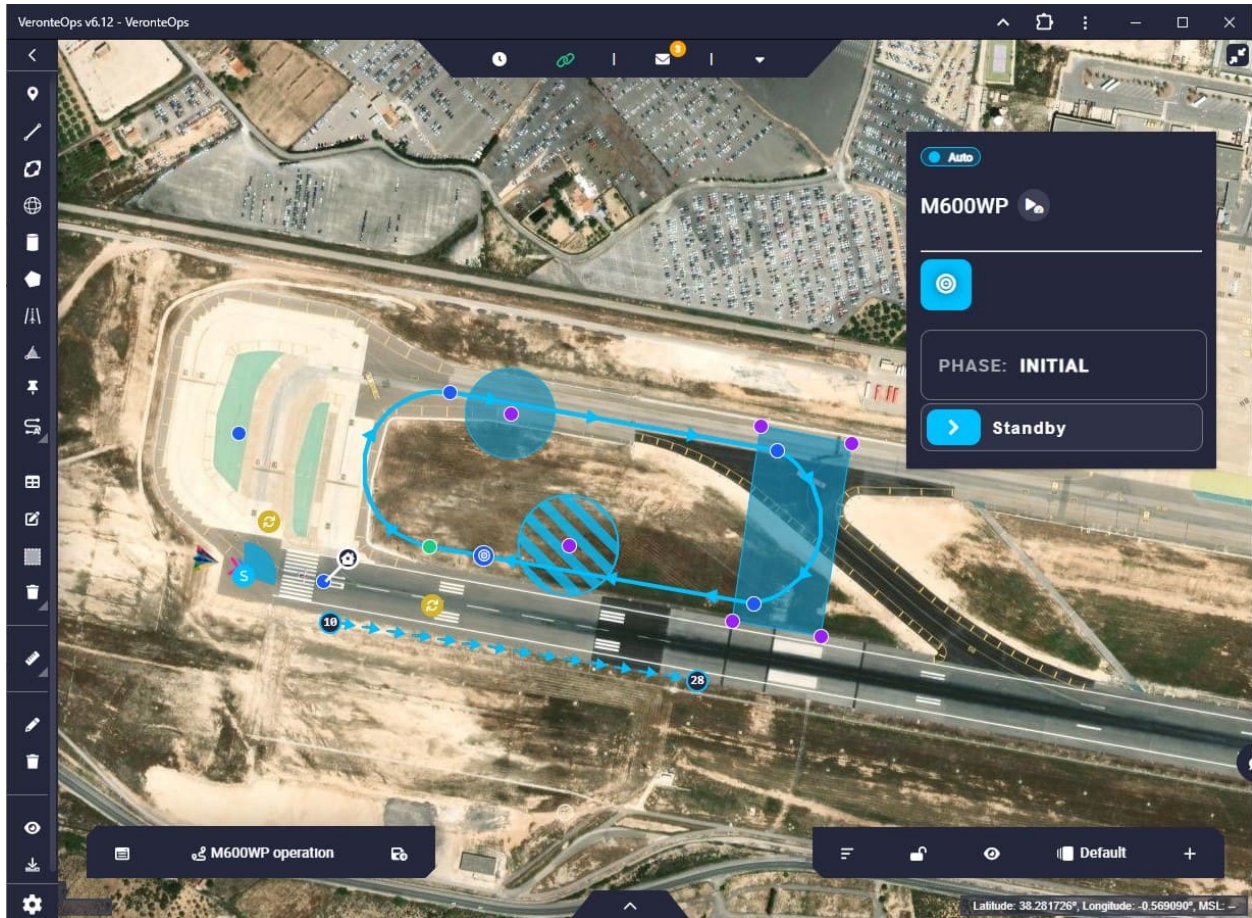 VeronteOps v6.12 - VeronteOps
3
Auto
M600WP
PHASE: INITIAL
Standby
S
10
28
M600WP operation
Default
Latitude: 38.281726°, Longitude: -0.569090°, MSL: --